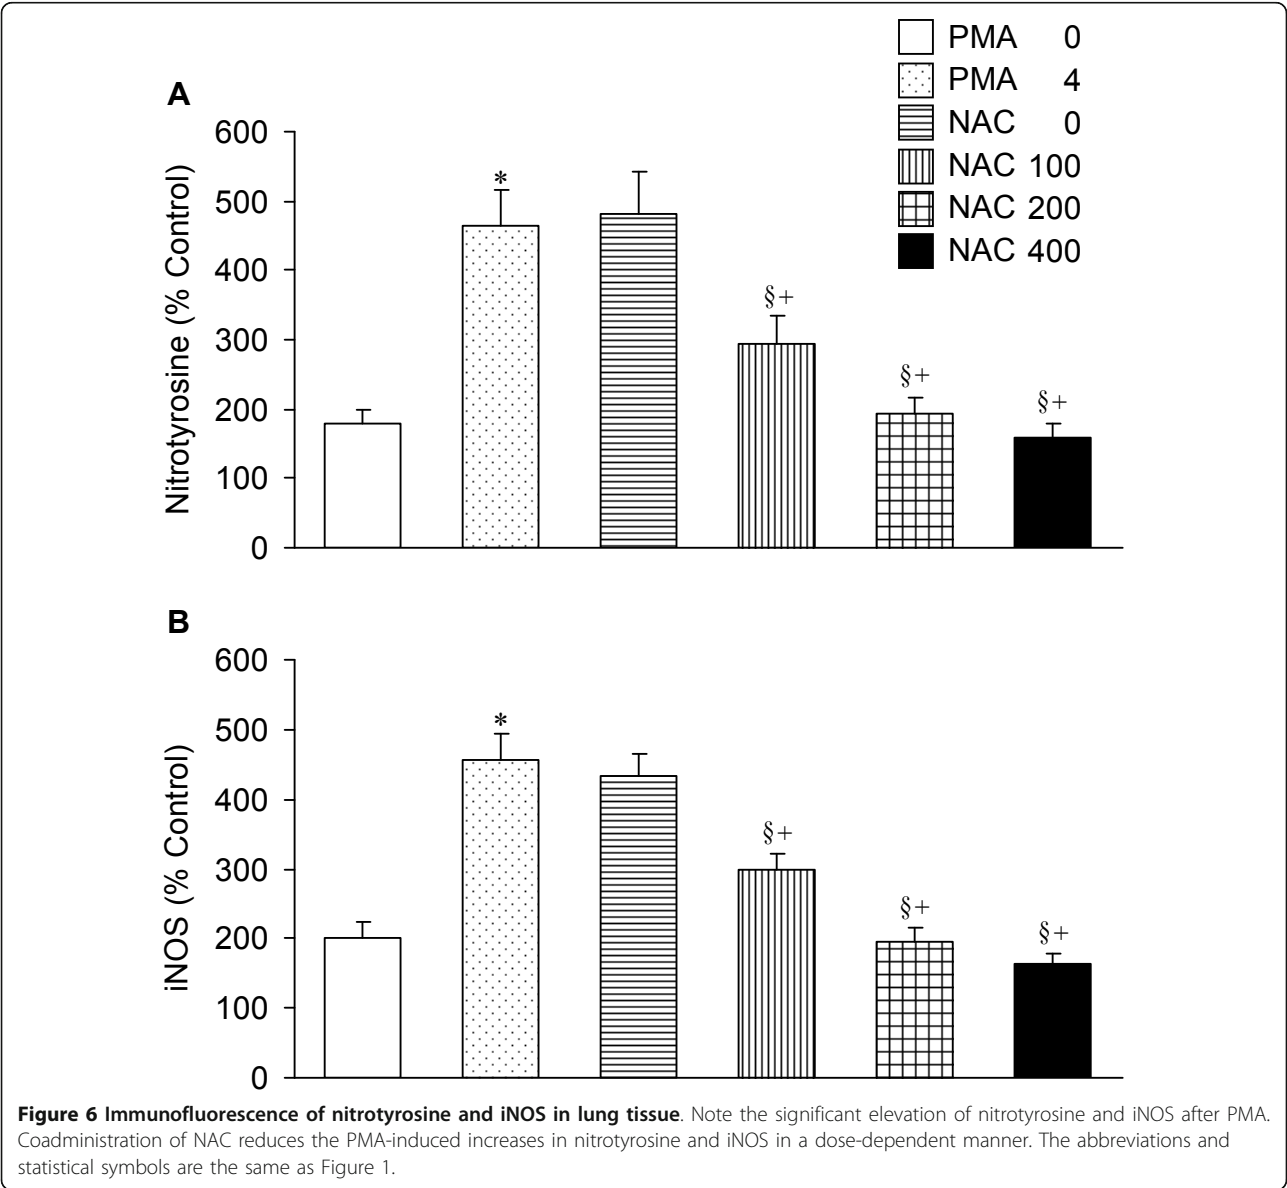 PMA 0
PMA 4
NAC 0
NAC 100
NAC 200
NAC 400
A
600
500
400
300
200
100
0
Nitrotyrosine (% Control)
*
§+
§+
§+
B
600
500
400
300
200
100
0
iNOS (% Control)
*
§+
§+
§+
Figure 6 Immunofluorescence of nitrotyrosine and iNOS in lung tissue. Note the significant elevation of nitrotyrosine and iNOS after PMA.
Coadministration of NAC reduces the PMA-induced increases in nitrotyrosine and iNOS in a dose-dependent manner. The abbreviations and
statistical symbols are the same as Figure 1.